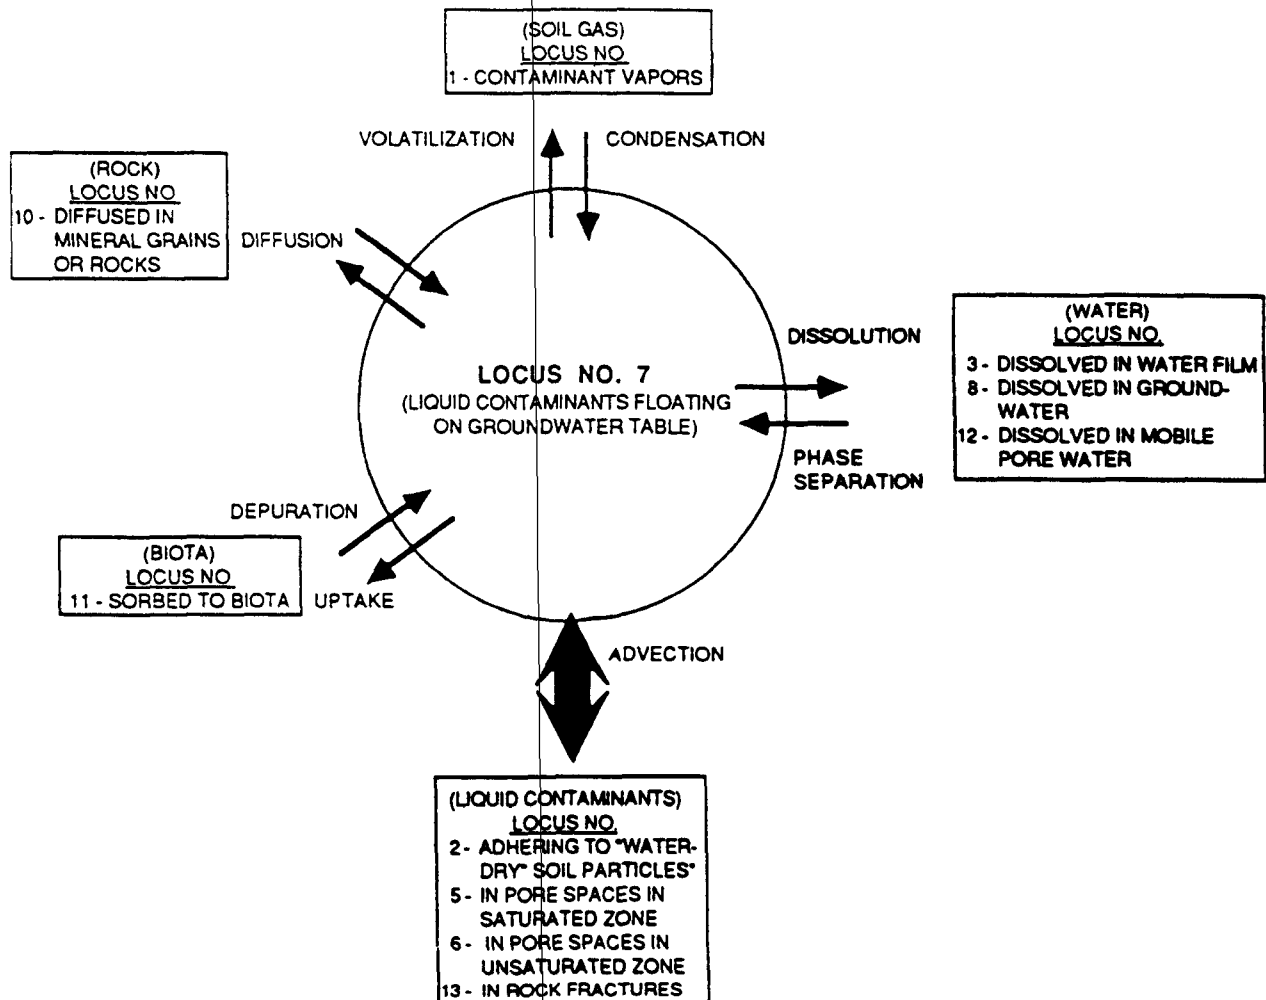 (SOIL GAS)
LOCUS NO
1 - CONTAMINANT VAPORS
VOLATILIZATION
CONDENSATION
(ROCK)
LOCUS NO
10 - DIFFUSED IN
MINERAL GRAINS
OR ROCKS
DIFFUSION
DISSOLUTION
(WATER)
LOCUS NO.
3 - DISSOLVED IN WATER FILM
8 - DISSOLVED IN GROUND-
WATER
12 - DISSOLVED IN MOBILE
PORE WATER
LOCUS NO. 7
(LIQUID CONTAMINANTS FLOATING
ON GROUNDWATER TABLE)
PHASE
SEPARATION
DEPURATION
(BIOTA)
LOCUS NO
11 - SORBED TO BIOTA
UPTAKE
ADVECTION
(LIQUID CONTAMINANTS)
LOCUS NO.
2 - ADHERING TO "WATER-
DRY" SOIL PARTICLES"
5 - IN PORE SPACES IN
SATURATED ZONE
6 - IN PORE SPACES IN
UNSATURATED ZONE
13 - IN ROCK FRACTURES